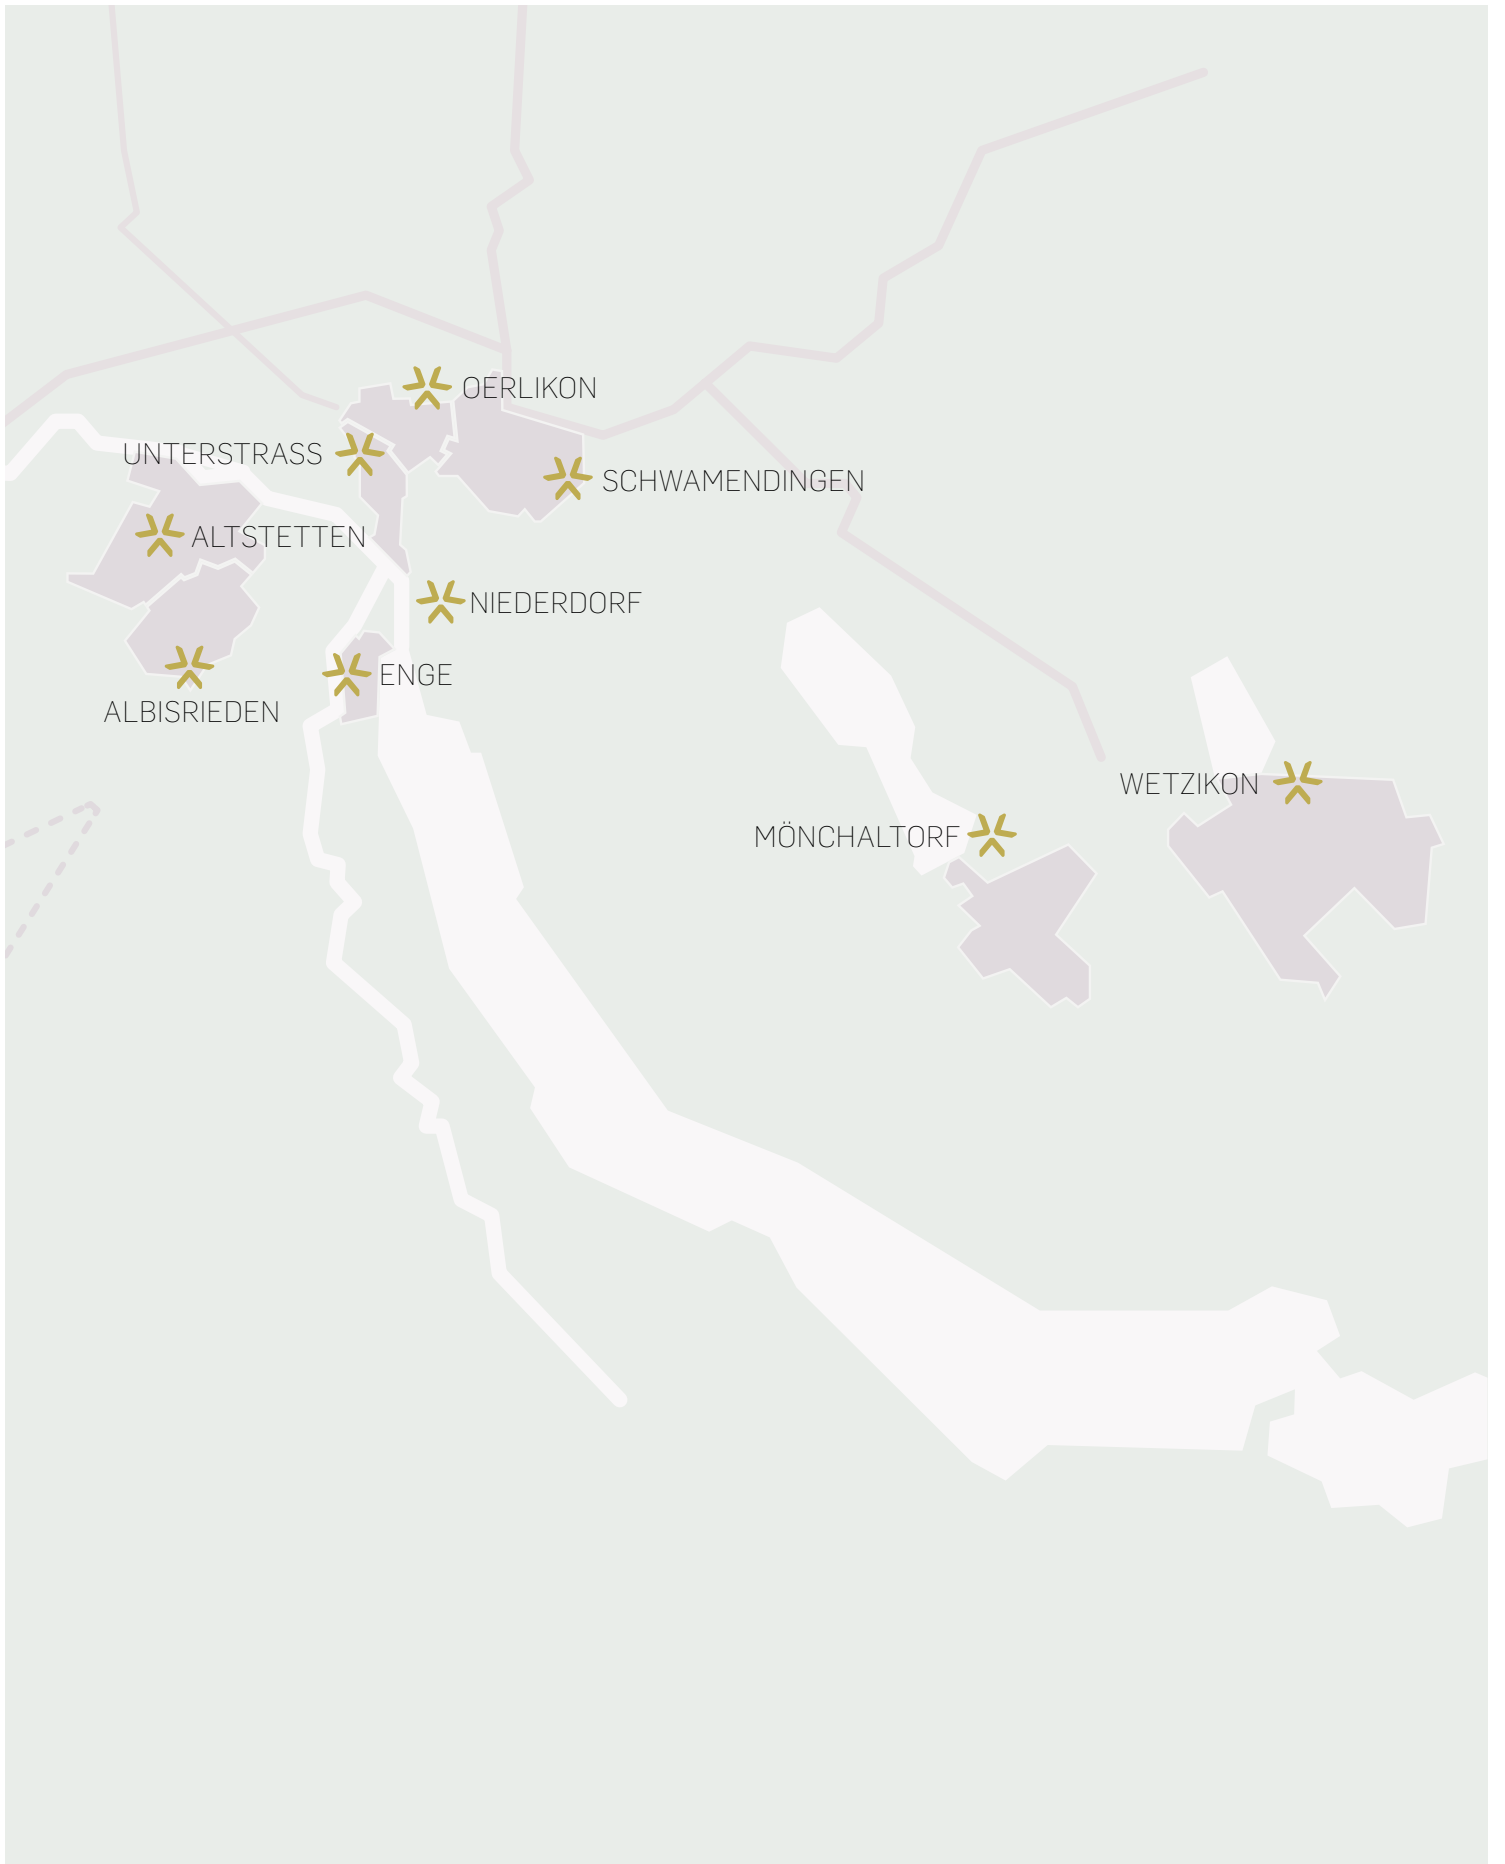 OERLIKON
UNTERSTRASS
SCHWAMENDINGEN
ALTSTETTEN
NIEDERDORF
ENGE
ALBISRIEDEN
WETZIKON
MÖNCHALTORF